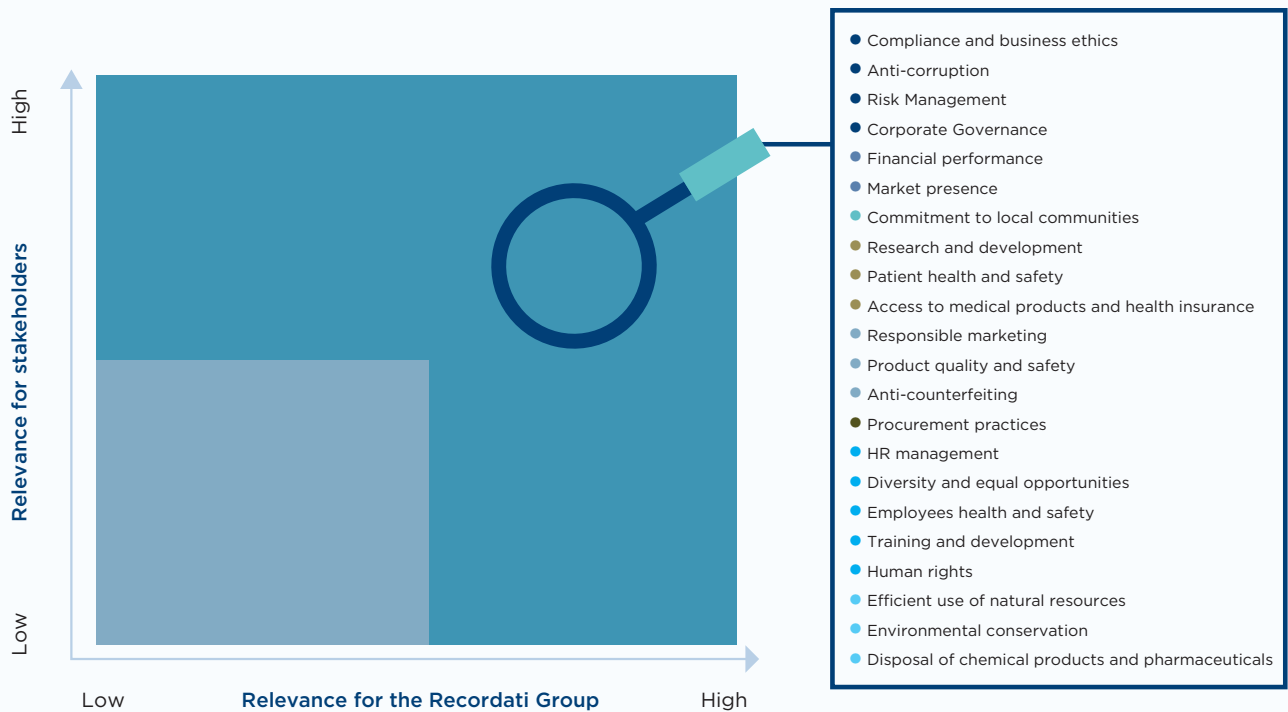 High
Relevance for stakeholders
Low
Low
Relevance for the Recordati Group
High
Compliance and business ethics
Anti-corruption
Risk Management
Corporate Governance
Financial performance
Market presence
Commitment to local communities
Research and development
Patient health and safety
Access to medical products and health insurance
Responsible marketing
Product quality and safety
Anti-counterfeiting
Procurement practices
HR management
Diversity and equal opportunities
Employees health and safety
Training and development
Human rights
Efficient use of natural resources
Environmental conservation
Disposal of chemical products and pharmaceuticals